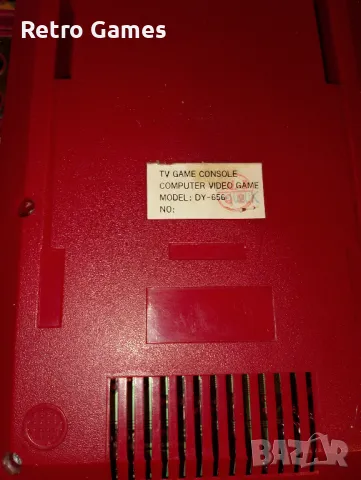 Retro Games
TV GAME CONSOLE
COMPUTER VIDEO GAME
MODEL: DY-656
NO:
BAZAR